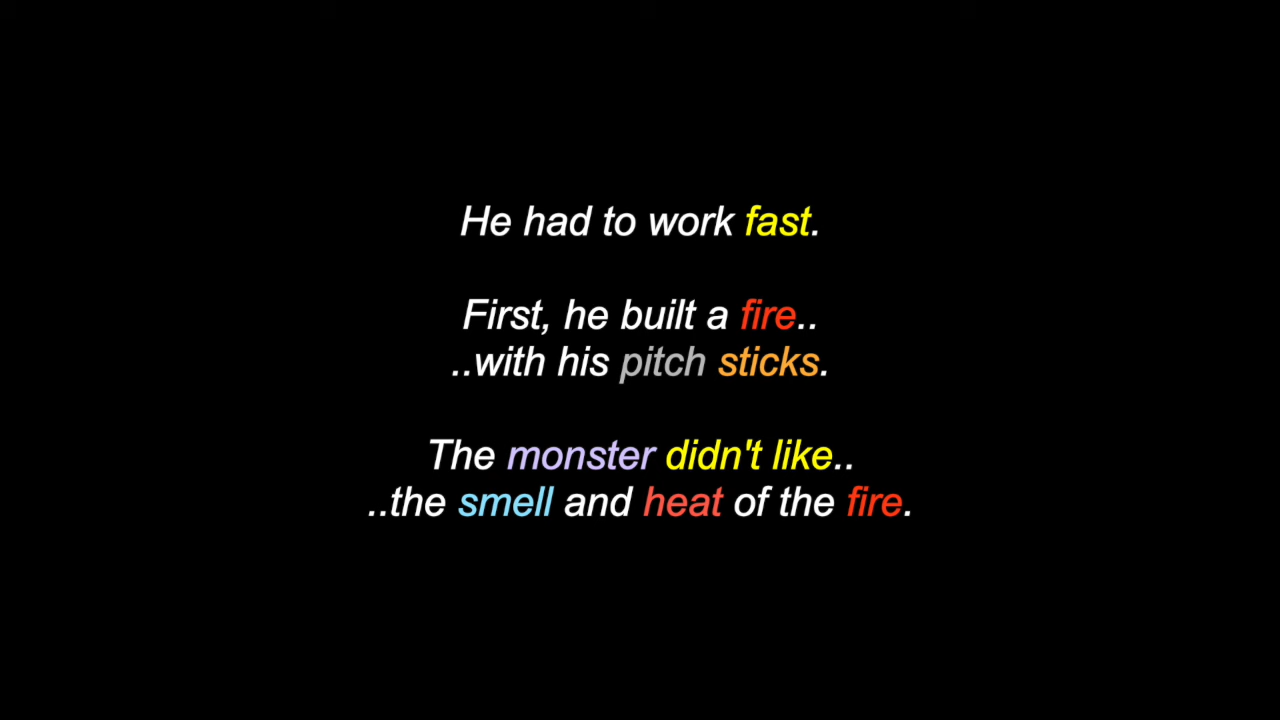 He had to work fast.
First, he built a fire..
..with his pitch sticks.
The monster didn't like..
..the smell and heat of the fire.